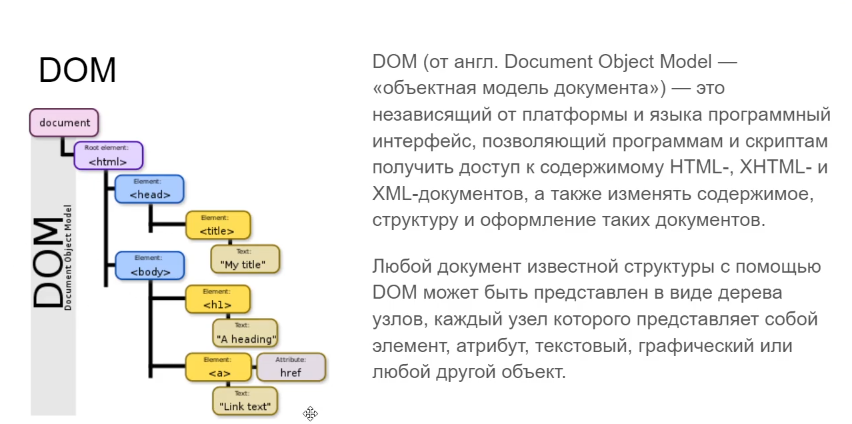 DOM
document
Root element:
<html>
Element:
<head>
Element:
<title>
Text:
"My title"
Element:
<body>
Element:
<h1>
Text:
"A heading"
Element:
<a>
Attribute:
href
Text:
"Link text"
DOM
Document Object Model
DOM (от англ. Document Object Model —
«объектная модель документа») — это
независящий от платформы и языка программный
интерфейс, позволяющий программам и скриптам
получить доступ к содержимому HTML-, XHTML- и
XML-документов, а также изменять содержимое,
структуру и оформление таких документов.
Любой документ известной структуры с помощью
DOM может быть представлен в виде дерева
узлов, каждый узел которого представляет собой
элемент, атрибут, текстовый, графический или
любой другой объект.